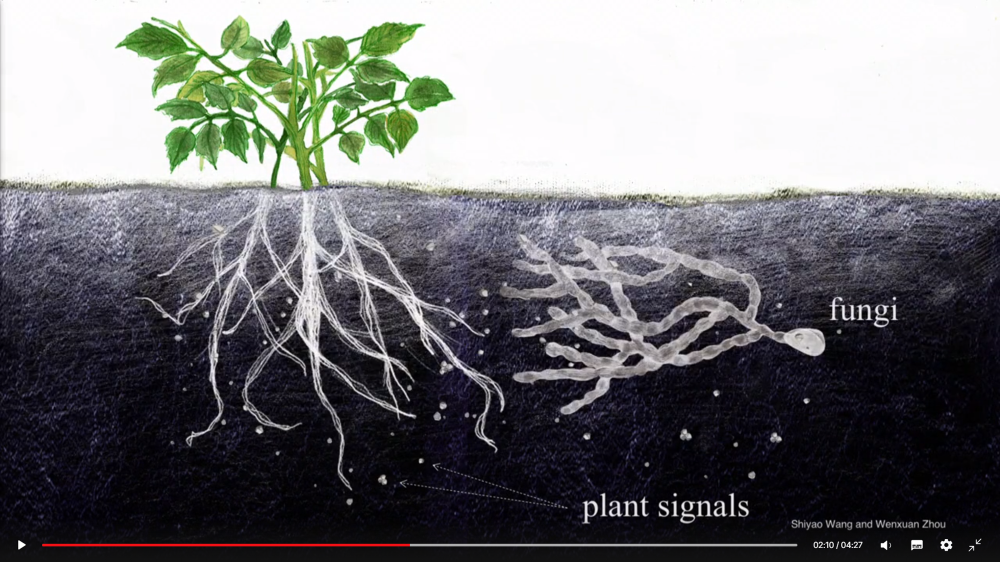 fungi
plant signals
Shiyao Wang and Wenxuan Zhou
02:10 / 04:27